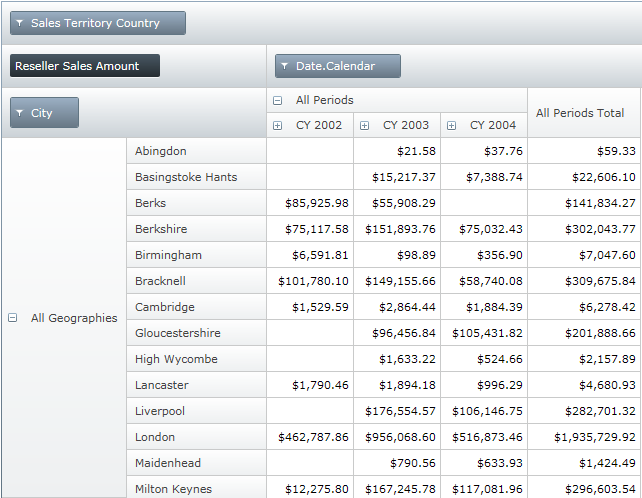 Sales Territory Country
Reseller Sales Amount
Date.Calendar
City
All Periods
All Periods Total
CY 2002 CY 2003 CY 2004
Abingdon $21.58 $37.76 $59.33
Basingstoke Hants $15,217.37 $7,388.74 $22,606.10
Berks $85,925.98 $55,908.29 $141,834.27
Berkshire $75,117.58 $151,893.76 $75,032.43 $302,043.77
Birmingham $6,591.81 $98.89 $356.90 $7,047.60
Bracknell $101,780.10 $149,155.66 $58,740.08 $309,675.84
Cambridge $1,529.59 $2,864.44 $1,884.39 $6,278.42
All Geographies
Gloucestershire $96,456.84 $105,431.82 $201,888.66
High Wycombe $1,633.22 $524.66 $2,157.89
Lancaster $1,790.46 $1,894.18 $996.29 $4,680.93
Liverpool $176,554.57 $106,146.75 $282,701.32
London $462,787.86 $956,068.60 $516,873.46 $1,935,729.92
Maidenhead $790.56 $633.93 $1,424.49
Milton Keynes $12,275.80 $167,245.78 $117,081.96 $296,603.54